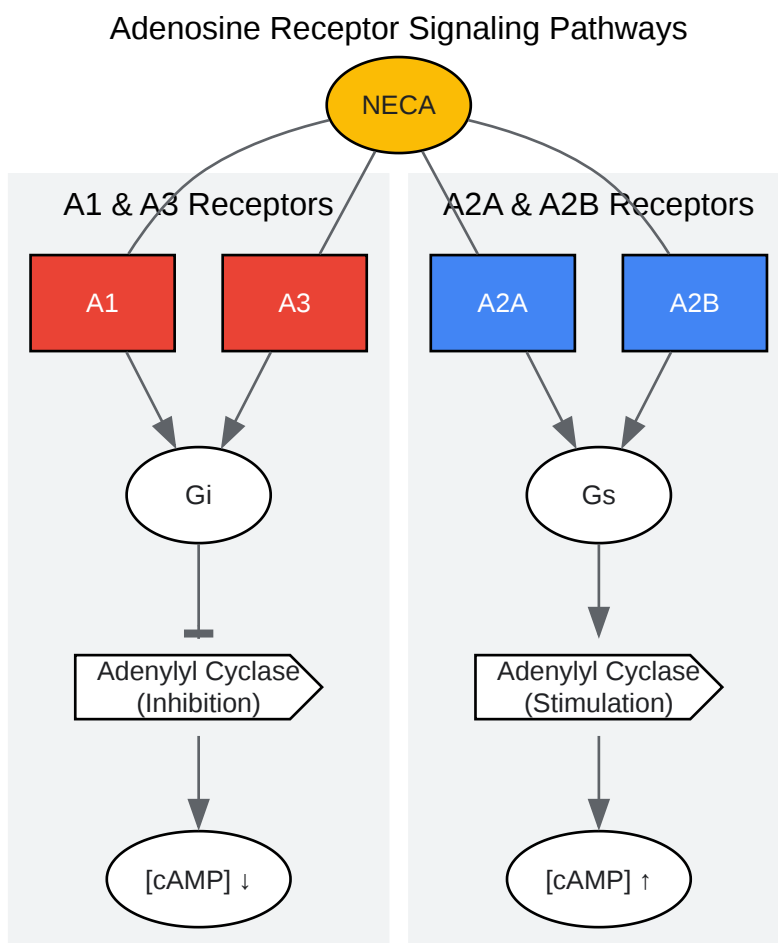 Adenosine Receptor Signaling Pathways
NECA
A1 & A3 Receptors
A2A & A2B Receptors
A1
A3
A2A
A2B
Gi
Gs
Adenylyl Cyclase
(Inhibition)
Adenylyl Cyclase
(Stimulation)
[cAMP] ↓
[cAMP] ↑